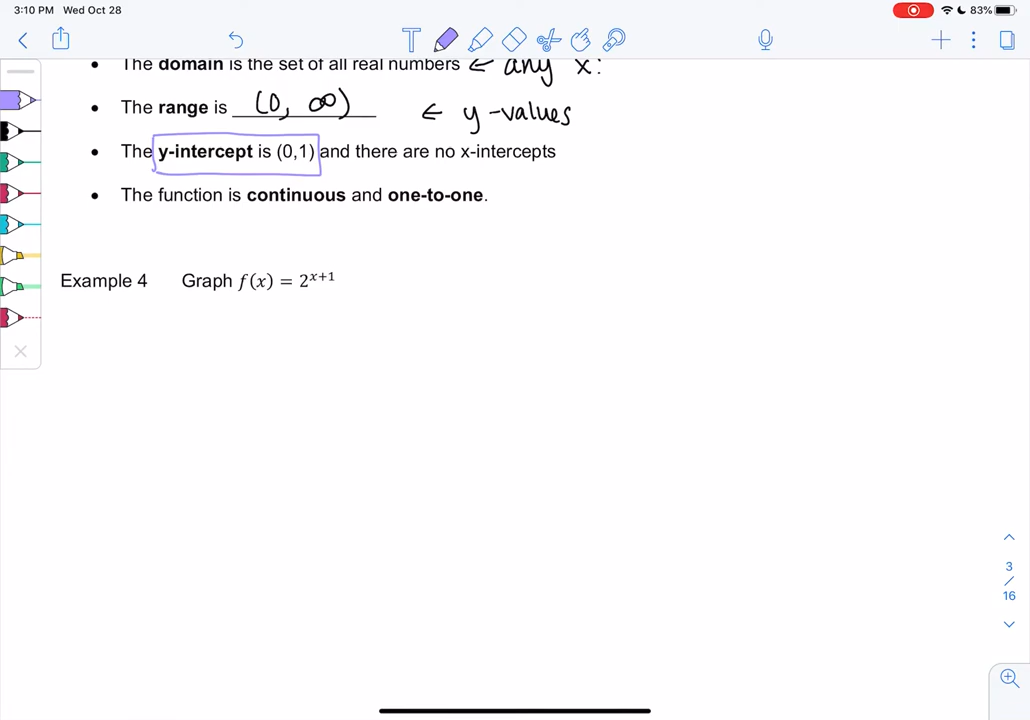 3:10 PM Wed Oct 28 83%
T
• The domain is the set of all real numbers ← any x!
• The range is (0, ∞) ← y-values
• The y-intercept is (0,1) and there are no x-intercepts
• The function is continuous and one-to-one.
Example 4 Graph f(x) = 2^{x+1}
3
/
16